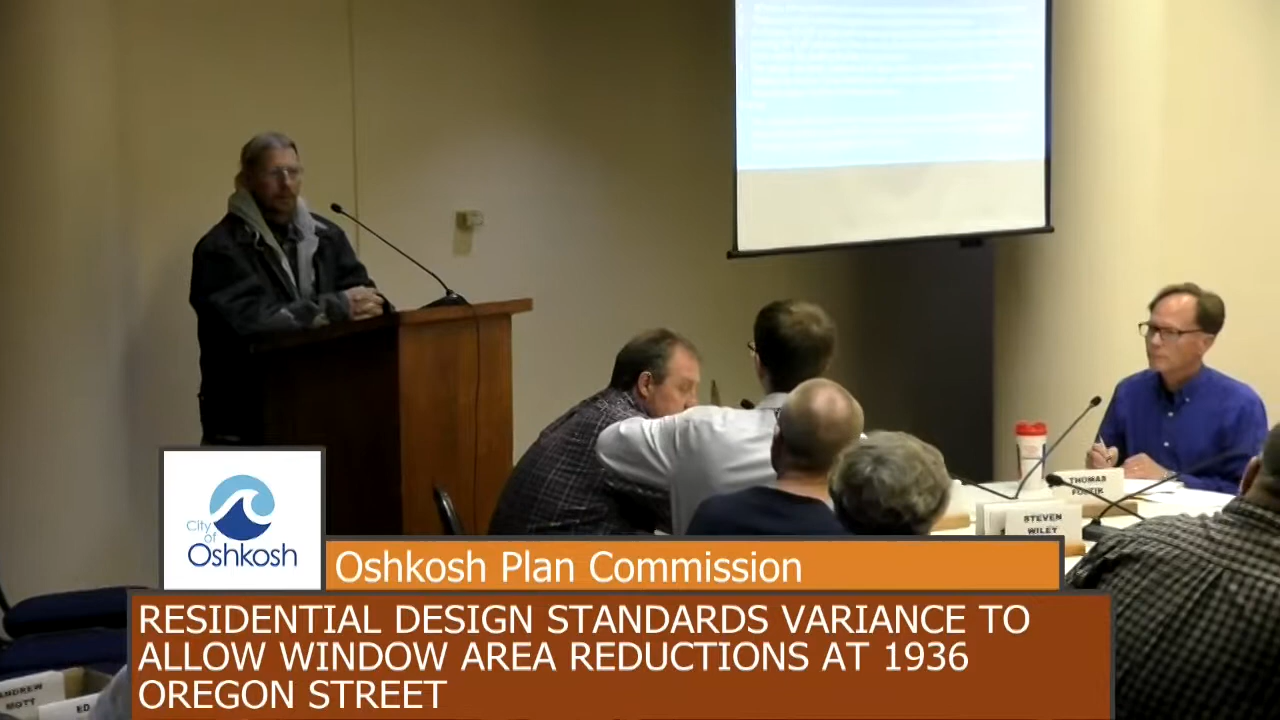 THOMAS
STEVEN
WILEY
City
of
Oshkosh
Oshkosh Plan Commission
RESIDENTIAL DESIGN STANDARDS VARIANCE TO
ALLOW WINDOW AREA REDUCTIONS AT 1936
OREGON STREET
ANDREW
MOTT
ED